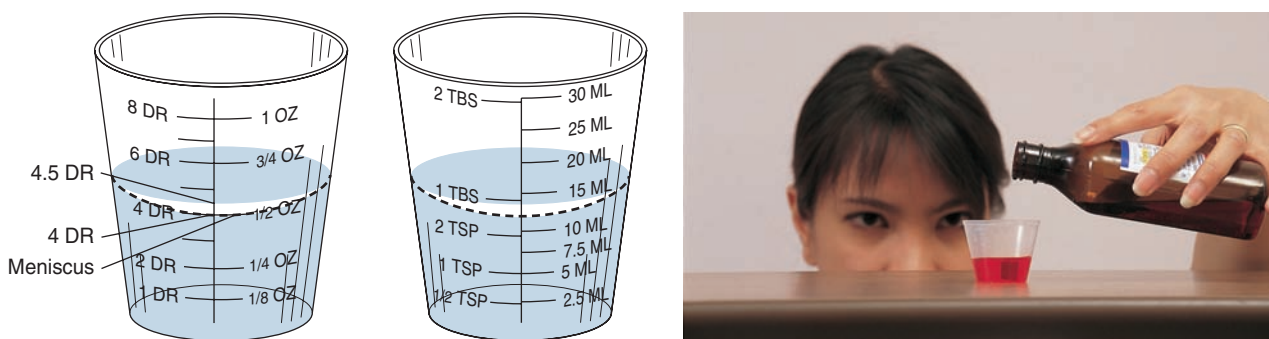 8 DR
1 OZ
6 DR
3/4 OZ
4.5 DR
4 DR
1/2 OZ
4 DR
Meniscus
2 DR
1/4 OZ
1 DR
1/8 OZ
2 TBS
30 ML
25 ML
20 ML
1 TBS
15 ML
2 TSP
10 ML
7.5 ML
1 TSP
5 ML
1/2 TSP
2.5 ML